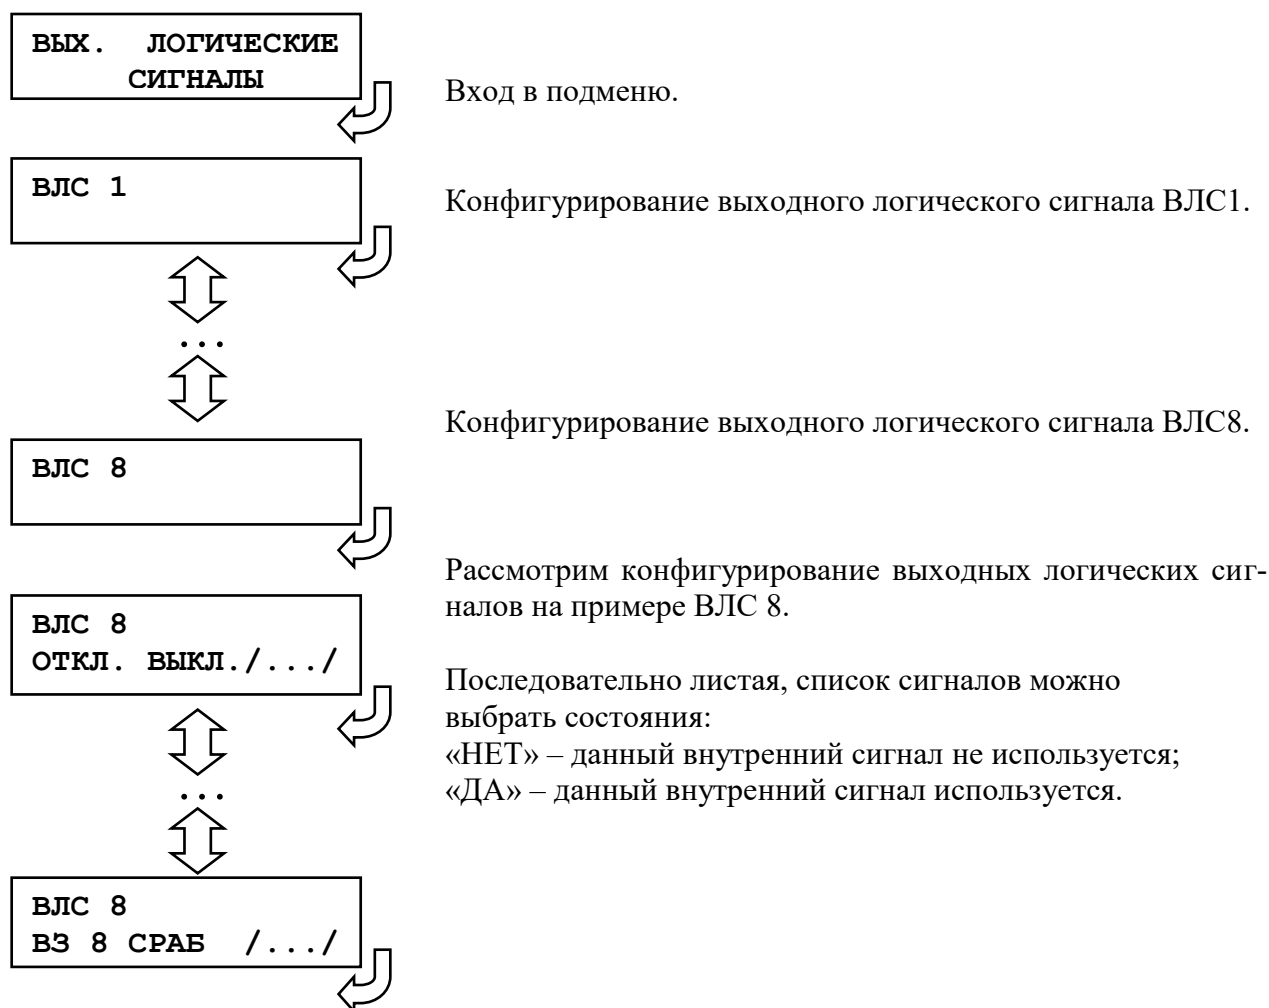 ВЫХ. ЛОГИЧЕСКИЕ
СИГНАЛЫ
Вход в подменю.
ВЛС 1
Конфигурирование выходного логического сигнала ВЛС1.
...
Конфигурирование выходного логического сигнала ВЛС8.
ВЛС 8
Рассмотрим конфигурирование выходных логических сиг-
налов на примере ВЛС 8.
ВЛС 8
ОТКЛ. ВЫКЛ./.../
Последовательно листая, список сигналов можно
выбрать состояния:
«НЕТ» – данный внутренний сигнал не используется;
«ДА» – данный внутренний сигнал используется.
...
ВЛС 8
ВЗ 8 СРАБ /.../